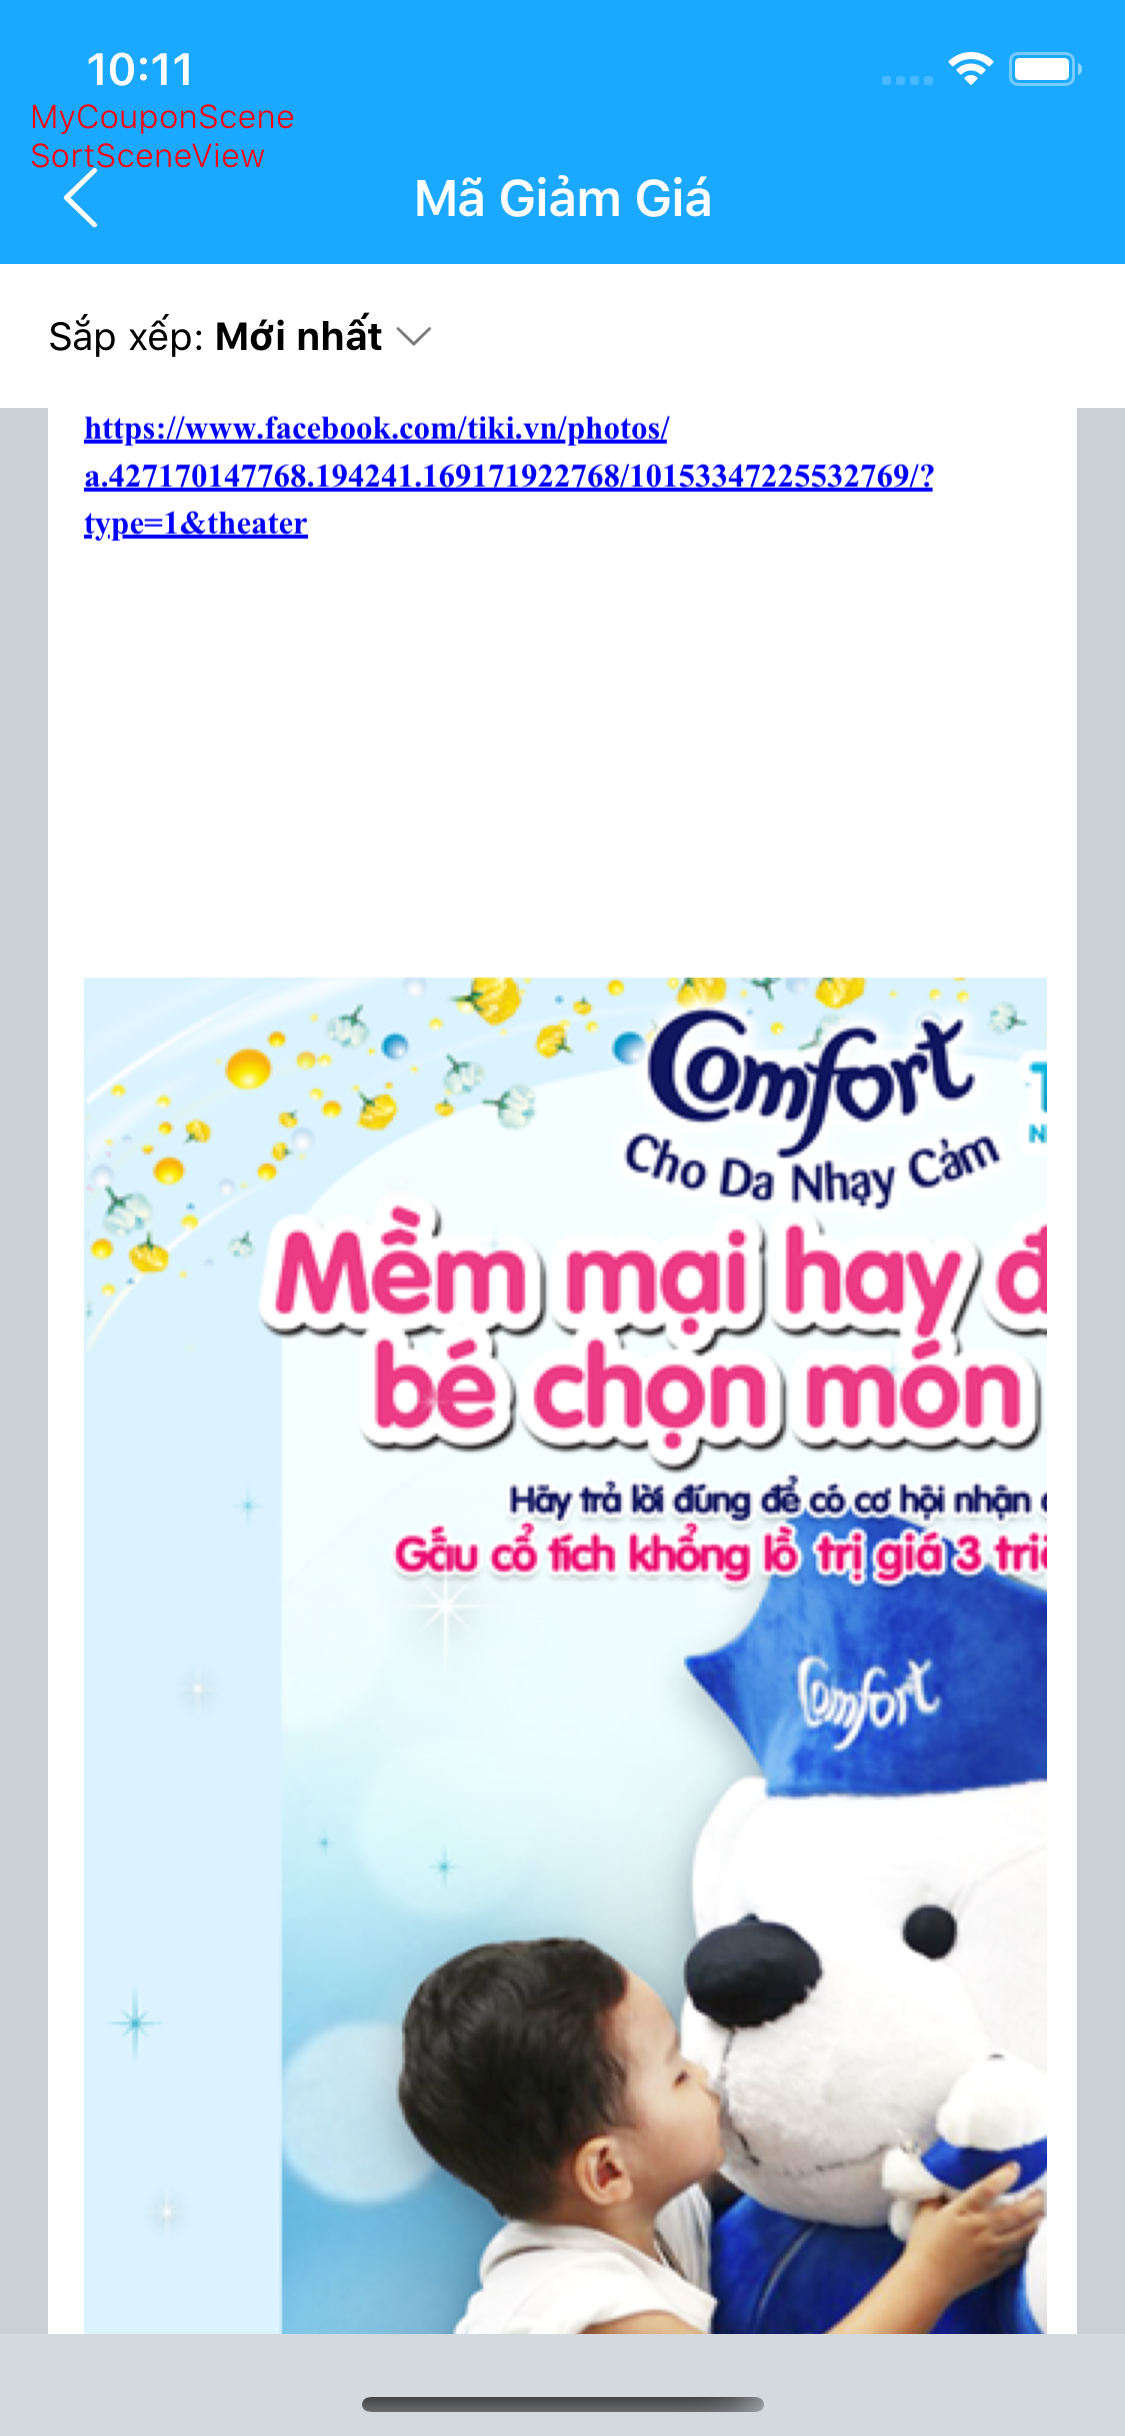 10:11
MyCouponScene
SortSceneView
Mã Giảm Giá
Sắp xếp: Mới nhất
https://www.facebook.com/tiki.vn/photos/
a.427170147768.194241.169171922768/10153347225532769/?
type=1&theater
Comfort
T
Cho Da Nhạy Cảm
N
Mềm mại hay đ
bé chọn món
Hãy trả lời đúng để có cơ hội nhận
Gấu cổ tích khổng lồ trị giá 3 triệ
Comfort